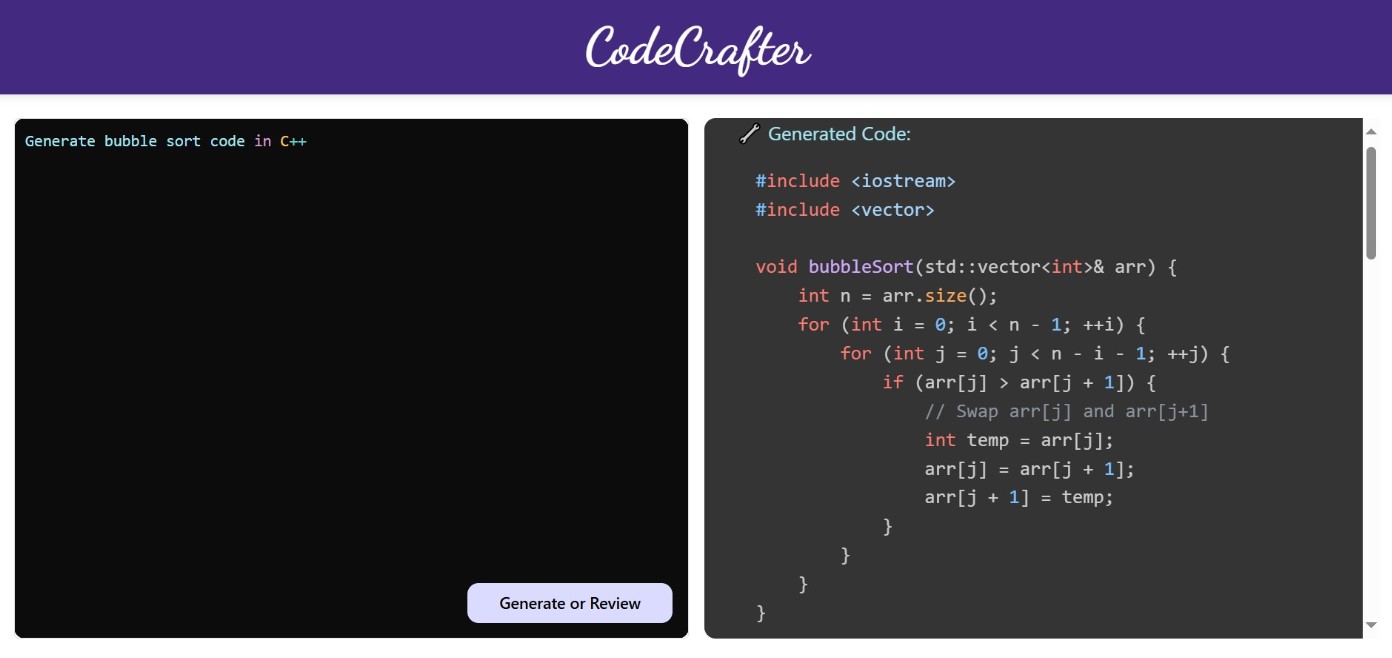 CodeCrafter
Generate bubble sort code in C++
Generate or Review
Generated Code:
#include <iostream>
#include <vector>
void bubbleSort(std::vector<int>& arr) {
    int n = arr.size();
    for (int i = 0; i < n - 1; ++i) {
        for (int j = 0; j < n - i - 1; ++j) {
            if (arr[j] > arr[j + 1]) {
                // Swap arr[j] and arr[j+1]
                int temp = arr[j];
                arr[j] = arr[j + 1];
                arr[j + 1] = temp;
            }
        }
    }
}